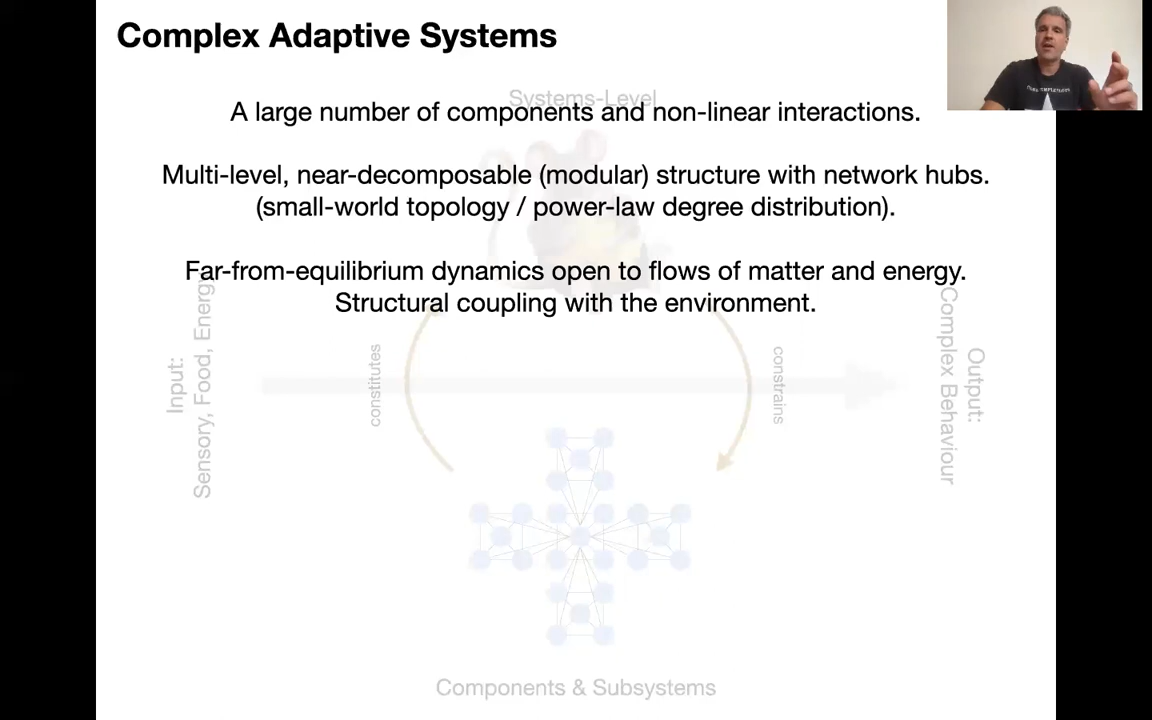 Complex Adaptive Systems
Systems-Level
A large number of components and non-linear interactions.
Multi-level, near-decomposable (modular) structure with network hubs.
(small-world topology / power-law degree distribution).
Far-from-equilibrium dynamics open to flows of matter and energy.
Structural coupling with the environment.
Input:
Sensory, Food, Energy
constitutes
constrains
Output:
Complex Behaviour
Components & Subsystems